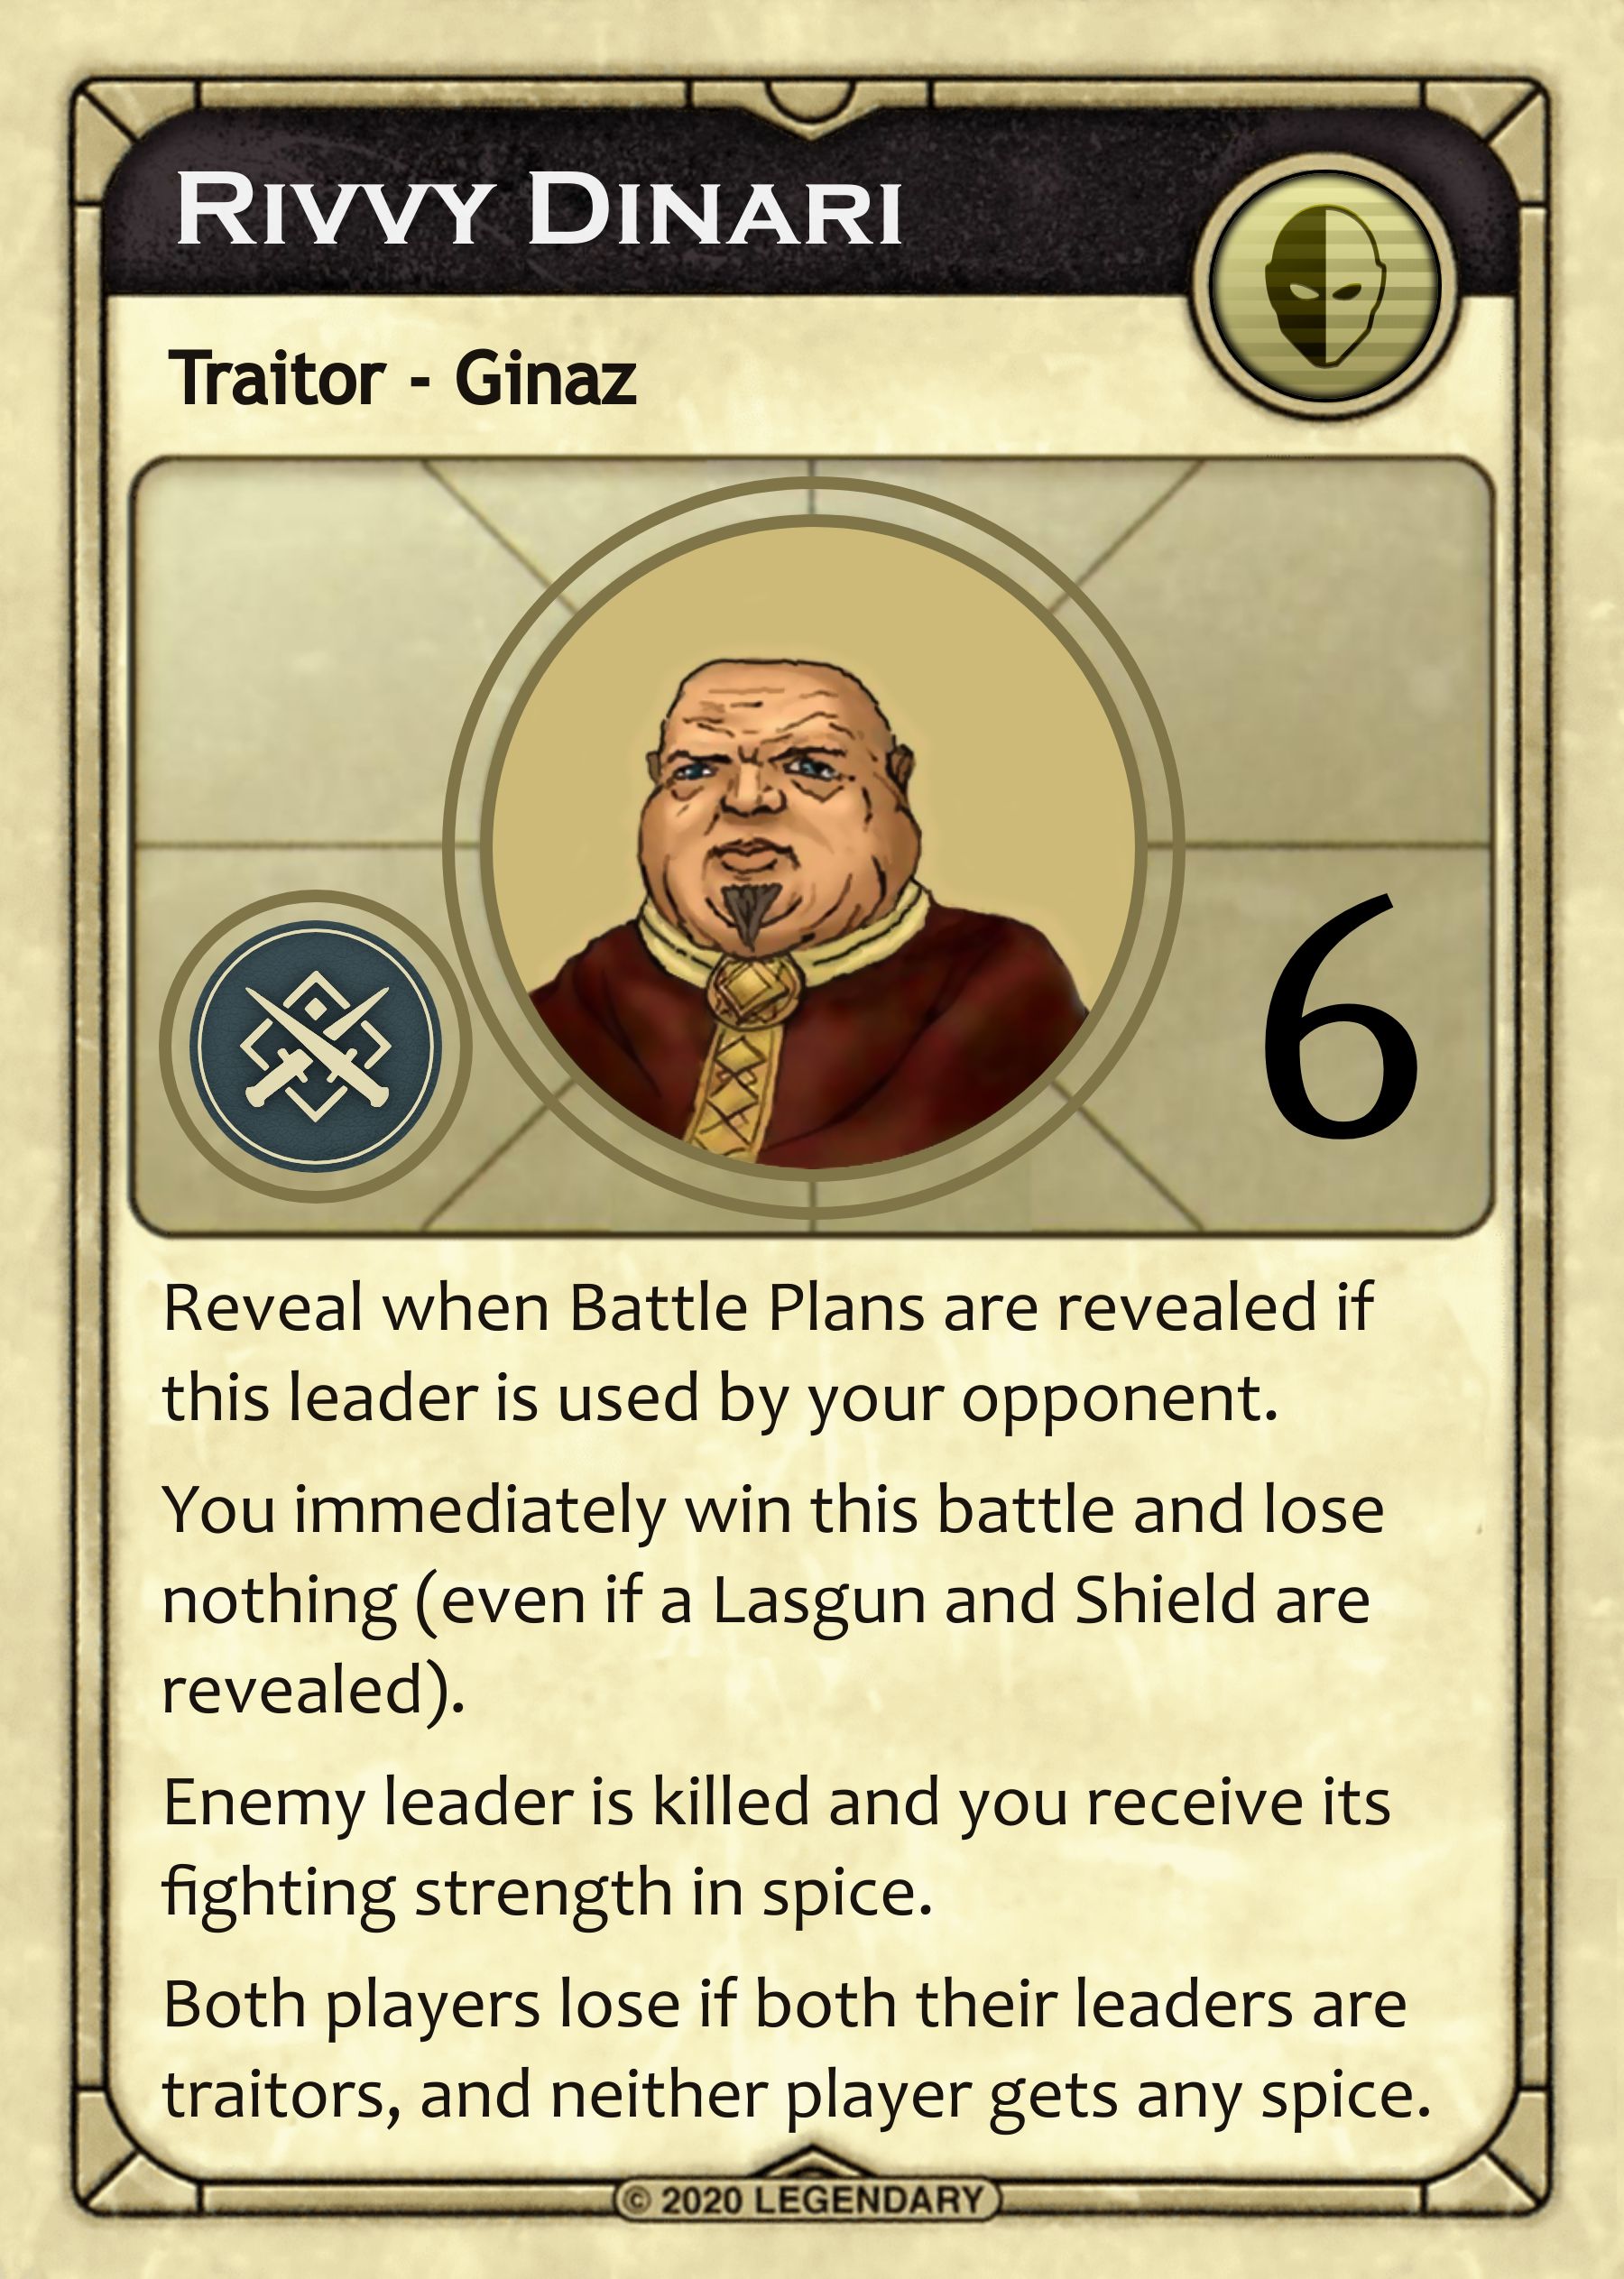 Rivvy Dinari
Traitor - Ginaz
6
Reveal when Battle Plans are revealed if
this leader is used by your opponent.
You immediately win this battle and lose
nothing (even if a Lasgun and Shield are
revealed).
Enemy leader is killed and you receive its
fighting strength in spice.
Both players lose if both their leaders are
traitors, and neither player gets any spice.
© 2020 LEGENDARY